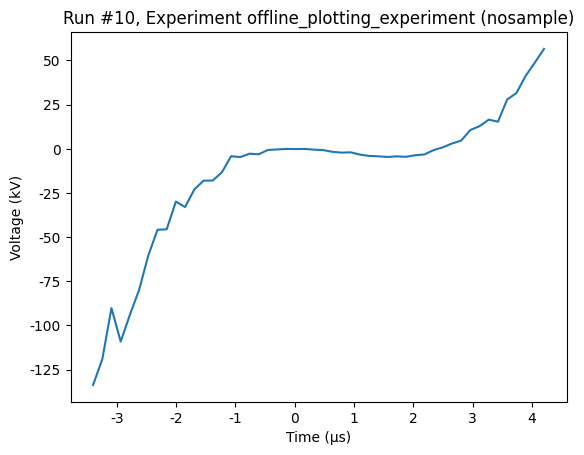 Run #10, Experiment offline_plotting_experiment (nosample)
50
25
0
-25
-50
-75
-100
-125
Voltage (kV)
-3 -2 -1 0 1 2 3 4
Time (μs)